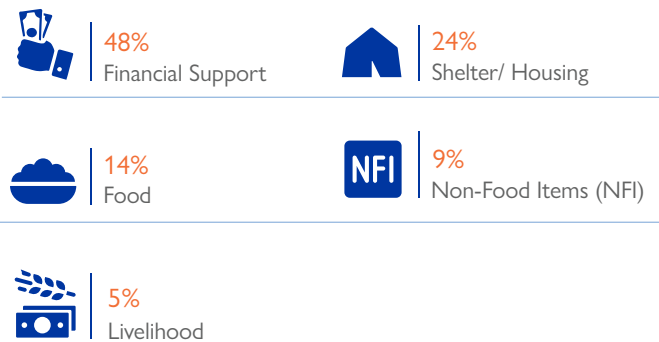 48%
Financial Support
24%
Shelter/ Housing
14%
Food
NFI
9%
Non-Food Items (NFI)
5%
Livelihood